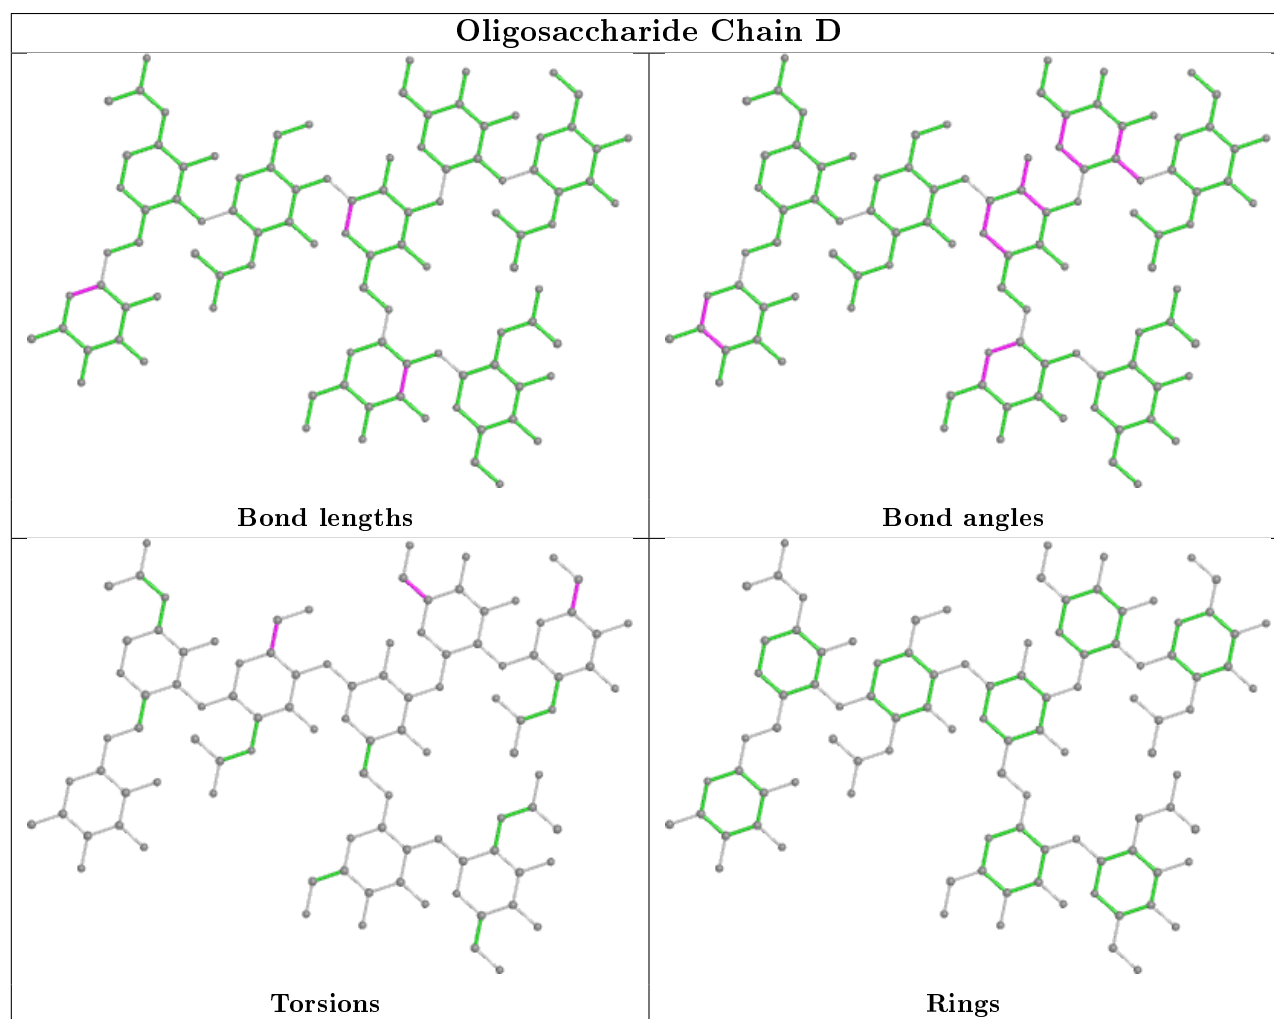 Oligosaccharide Chain D
Bond lengths
Bond angles
Torsions
Rings